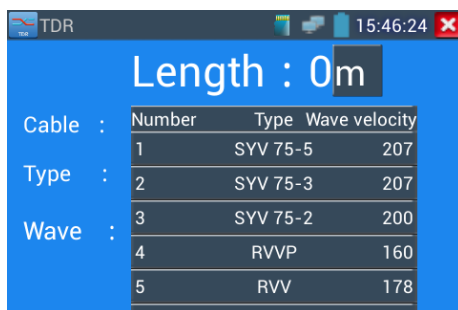 TDR 15:46:24
TDR
Length : 0m
Cable :
Type :
Wave :
Number Type Wave velocity
1 SYV 75-5 207
2 SYV 75-3 207
3 SYV 75-2 200
4 RVVP 160
5 RVV 178